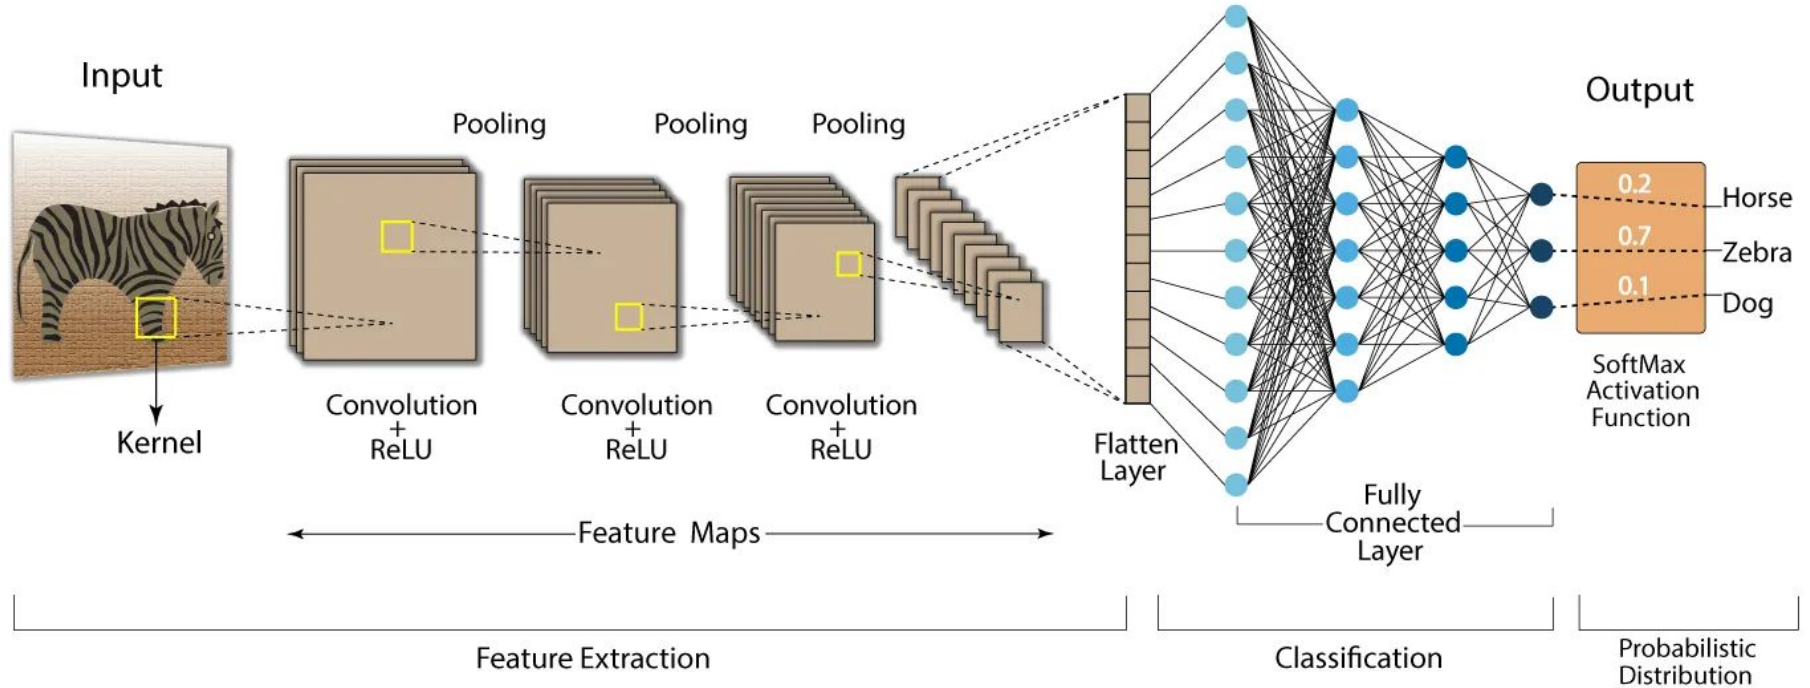 Input
Pooling
Pooling
Pooling
Output
0.2
Horse
0.7
Zebra
0.1
Dog
SoftMax
Activation
Function
Kernel
Convolution
+
ReLU
Convolution
+
ReLU
Convolution
+
ReLU
Flatten
Layer
Feature Maps
Fully
Connected
Layer
Feature Extraction
Classification
Probabilistic
Distribution